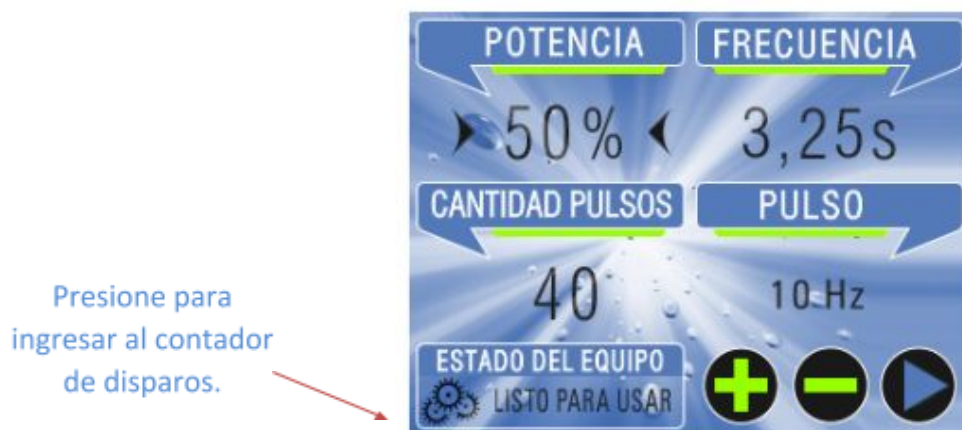 POTENCIA
FRECUENCIA
50%
3,25s
CANTIDAD PULSOS
PULSO
40
10 Hz
Presione para
ingresar al contador
de disparos.
ESTADO DEL EQUIPO
LISTO PARA USAR